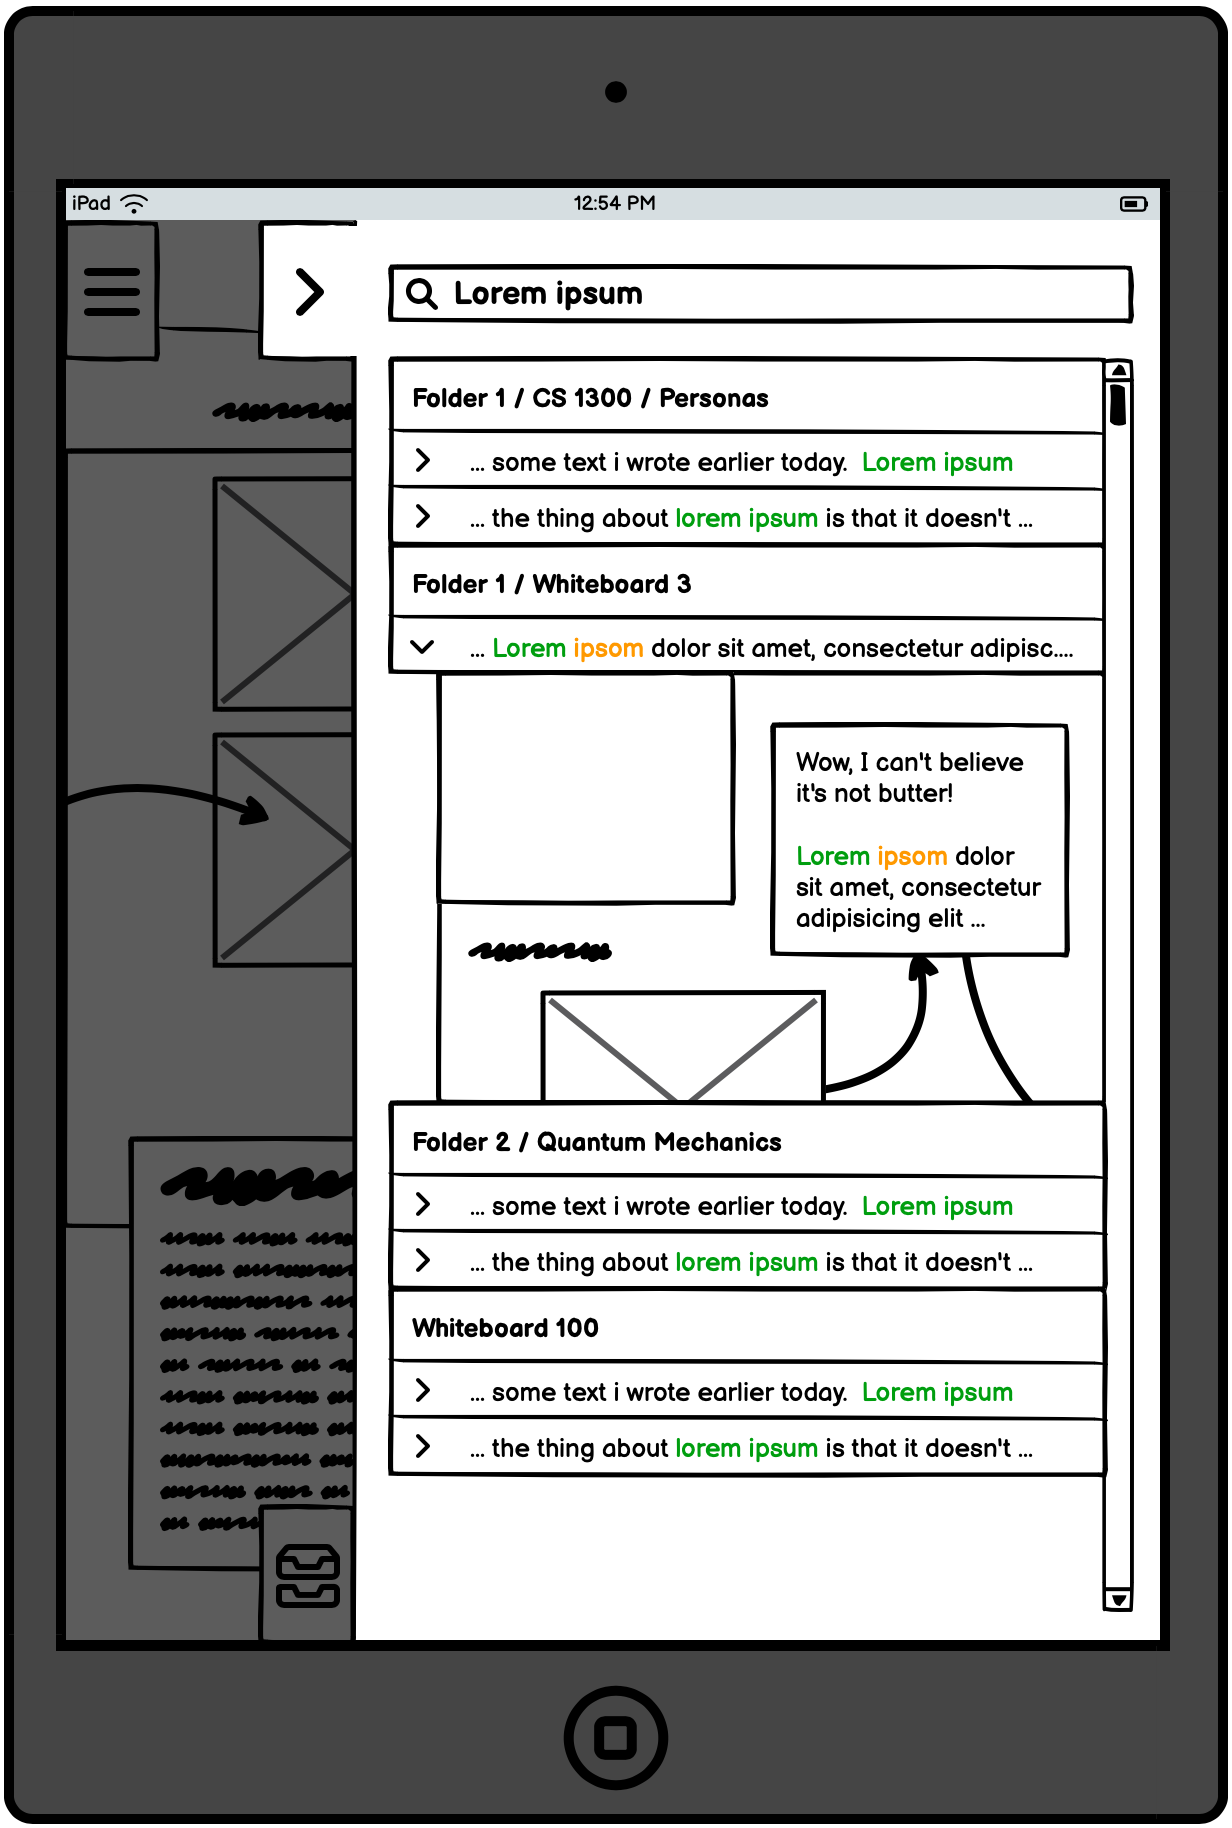 iPad 12:54 PM
Lorem ipsum
Folder 1 / CS 1300 / Personas
... some text i wrote earlier today. Lorem ipsum
... the thing about lorem ipsum is that it doesn't ...
Folder 1 / Whiteboard 3
... Lorem ipsom dolor sit amet, consectetur adipisc....
Wow, I can't believe
it's not butter!
Lorem ipsom dolor
sit amet, consectetur
adipisicing elit ...
Folder 2 / Quantum Mechanics
... some text i wrote earlier today. Lorem ipsum
... the thing about lorem ipsum is that it doesn't ...
Whiteboard 100
... some text i wrote earlier today. Lorem ipsum
... the thing about lorem ipsum is that it doesn't ...